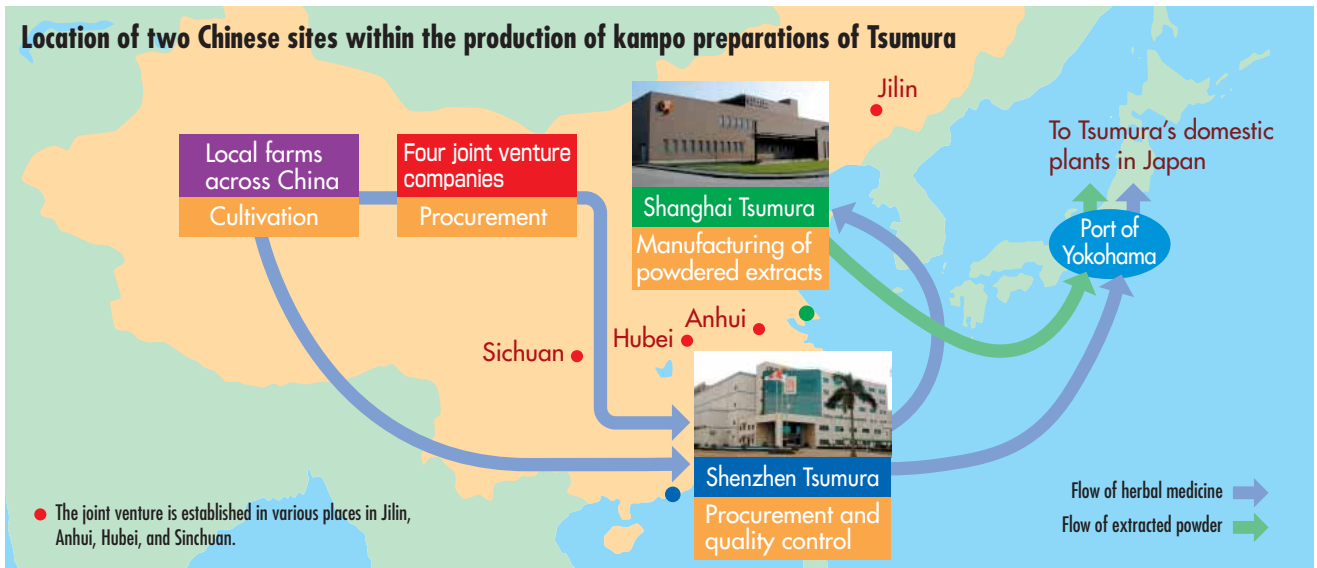 Location of two Chinese sites within the production of kampo preparations of Tsumura
Local farms
across China
Cultivation
Four joint venture
companies
Procurement
Shanghai Tsumura
Manufacturing of
powdered extracts
Jilin
To Tsumura's domestic
plants in Japan
Port of
Yokohama
Sichuan
Hubei
Anhui
Shenzhen Tsumura
Procurement and
quality control
The joint venture is established in various places in Jilin,
Anhui, Hubei, and Sinchuan.
Flow of herbal medicine
Flow of extracted powder